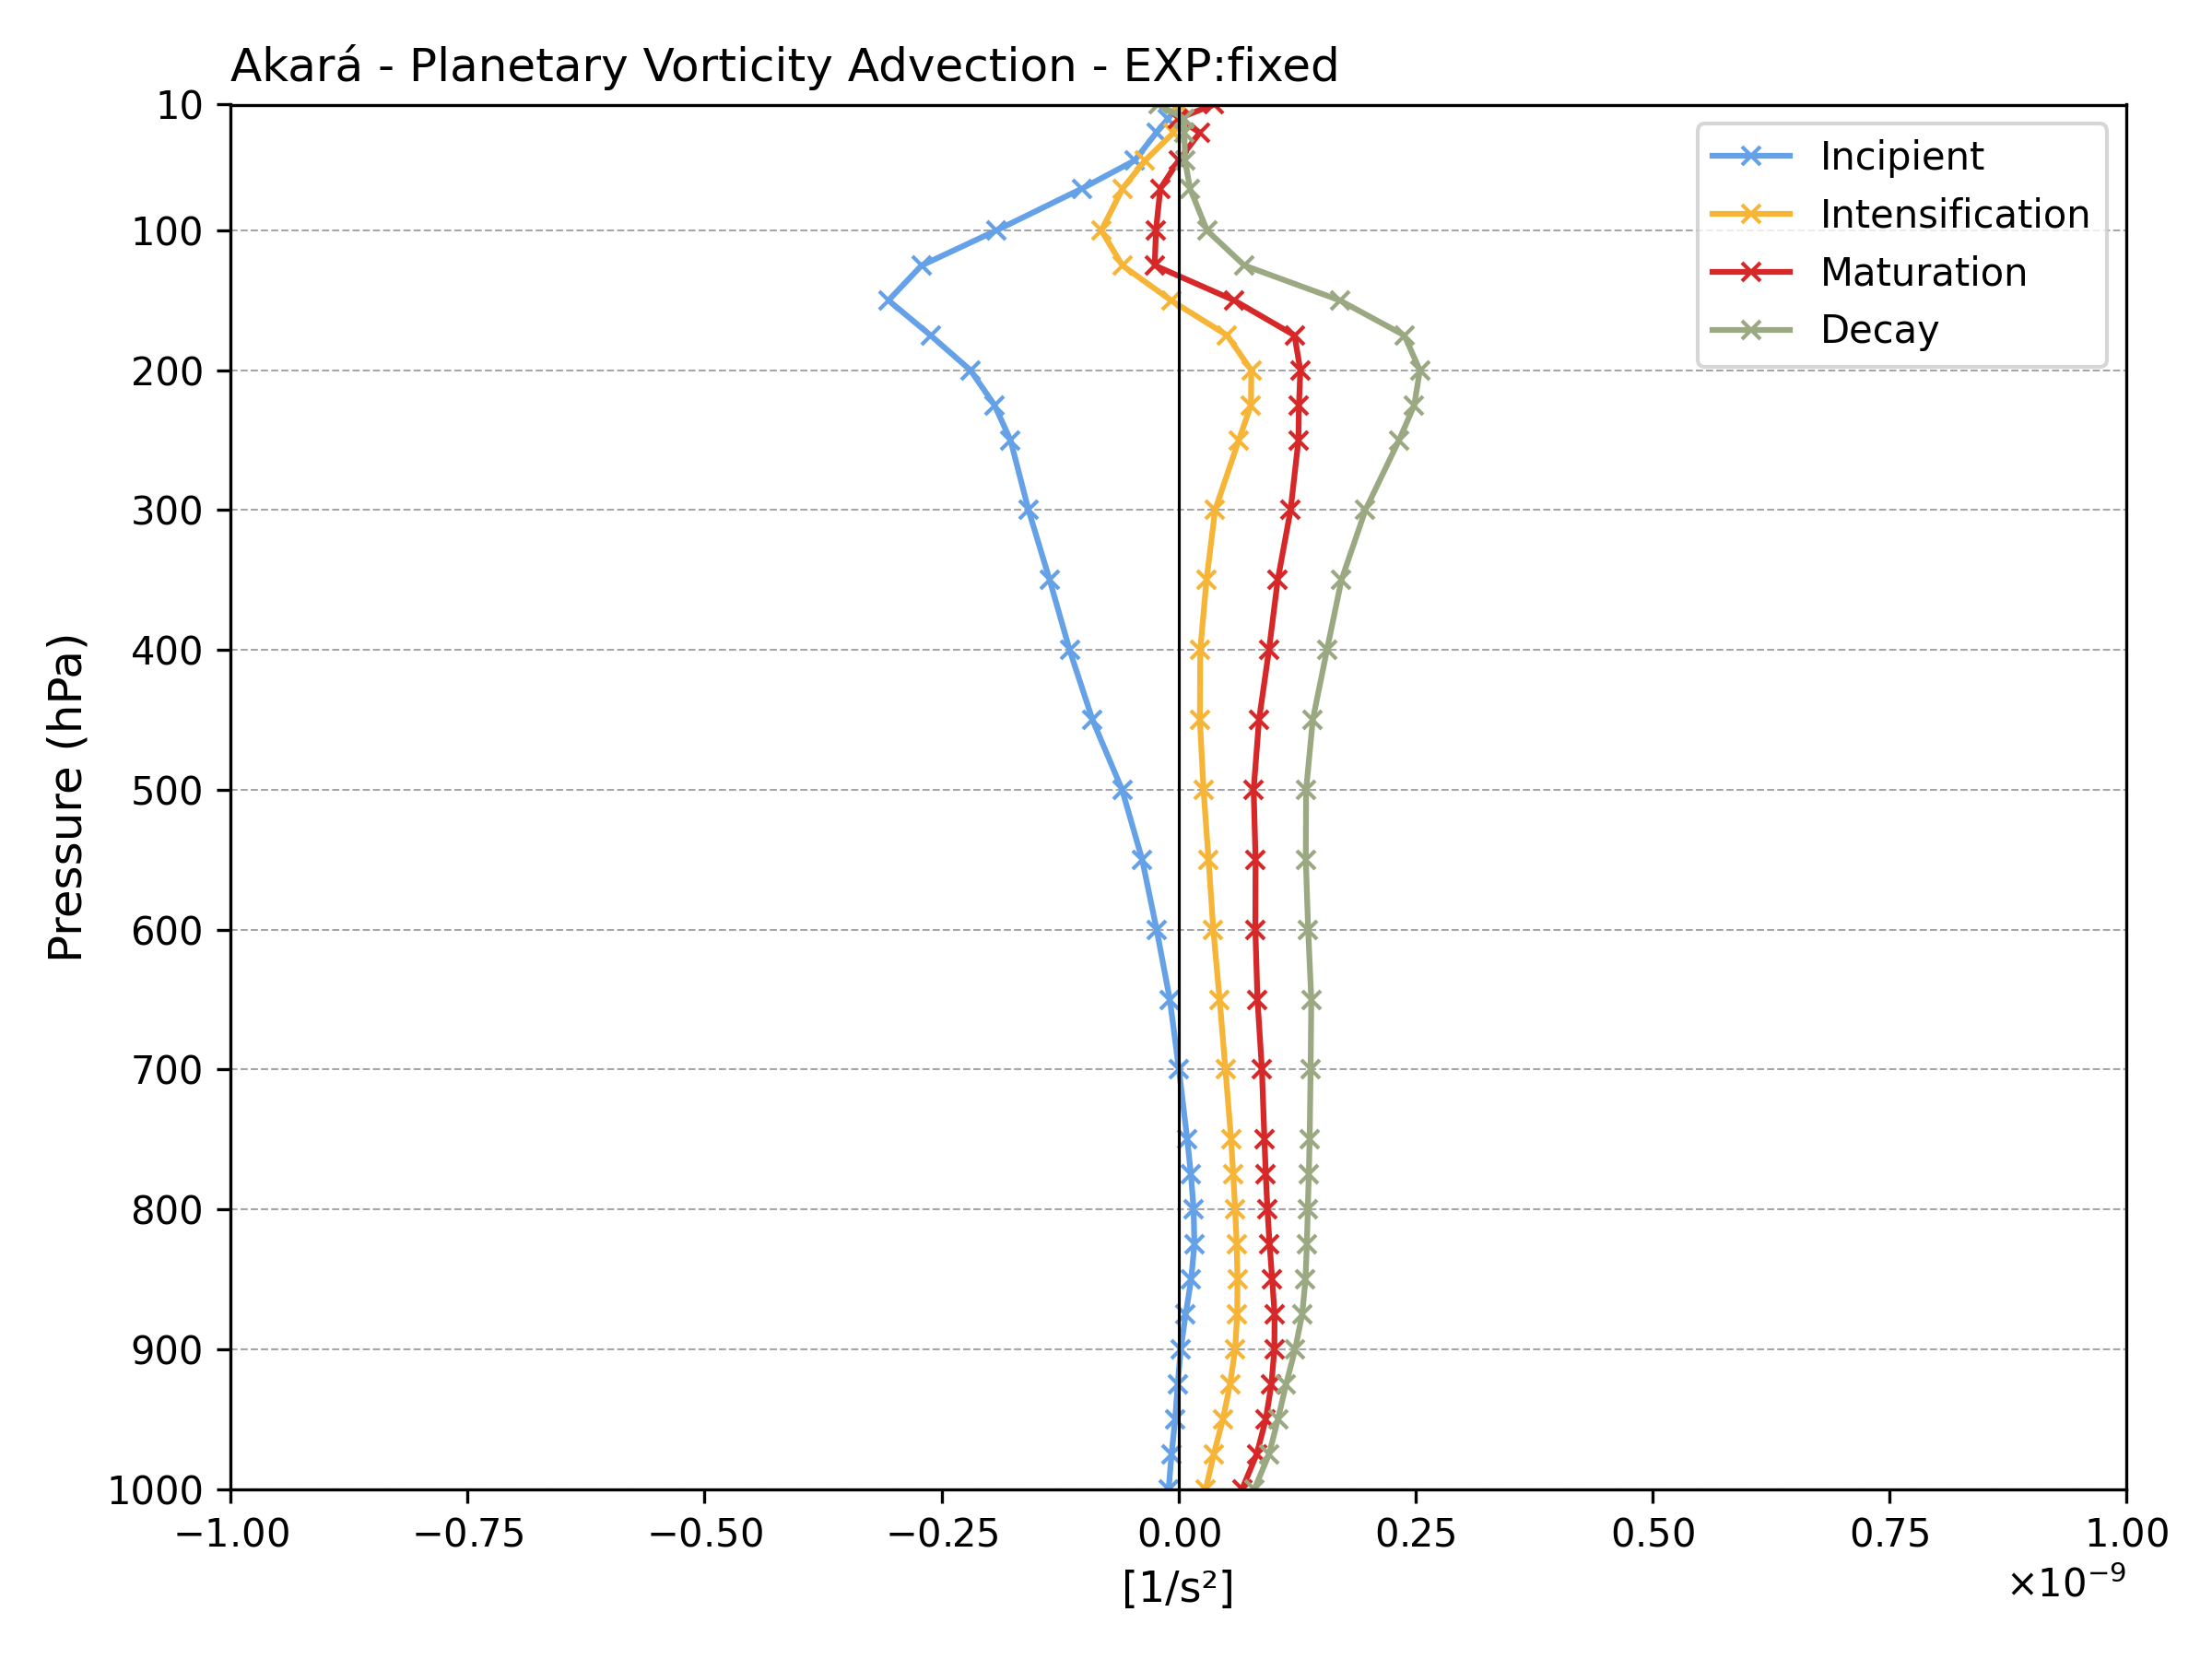 Akará - Planetary Vorticity Advection - EXP:fixed
10
100
200
300
400
500
600
700
800
900
1000
Pressure (hPa)
Incipient
Intensification
Maturation
Decay
−1.00 −0.75 −0.50 −0.25 0.00 0.25 0.50 0.75 1.00
[1/s²]
×10⁻⁹